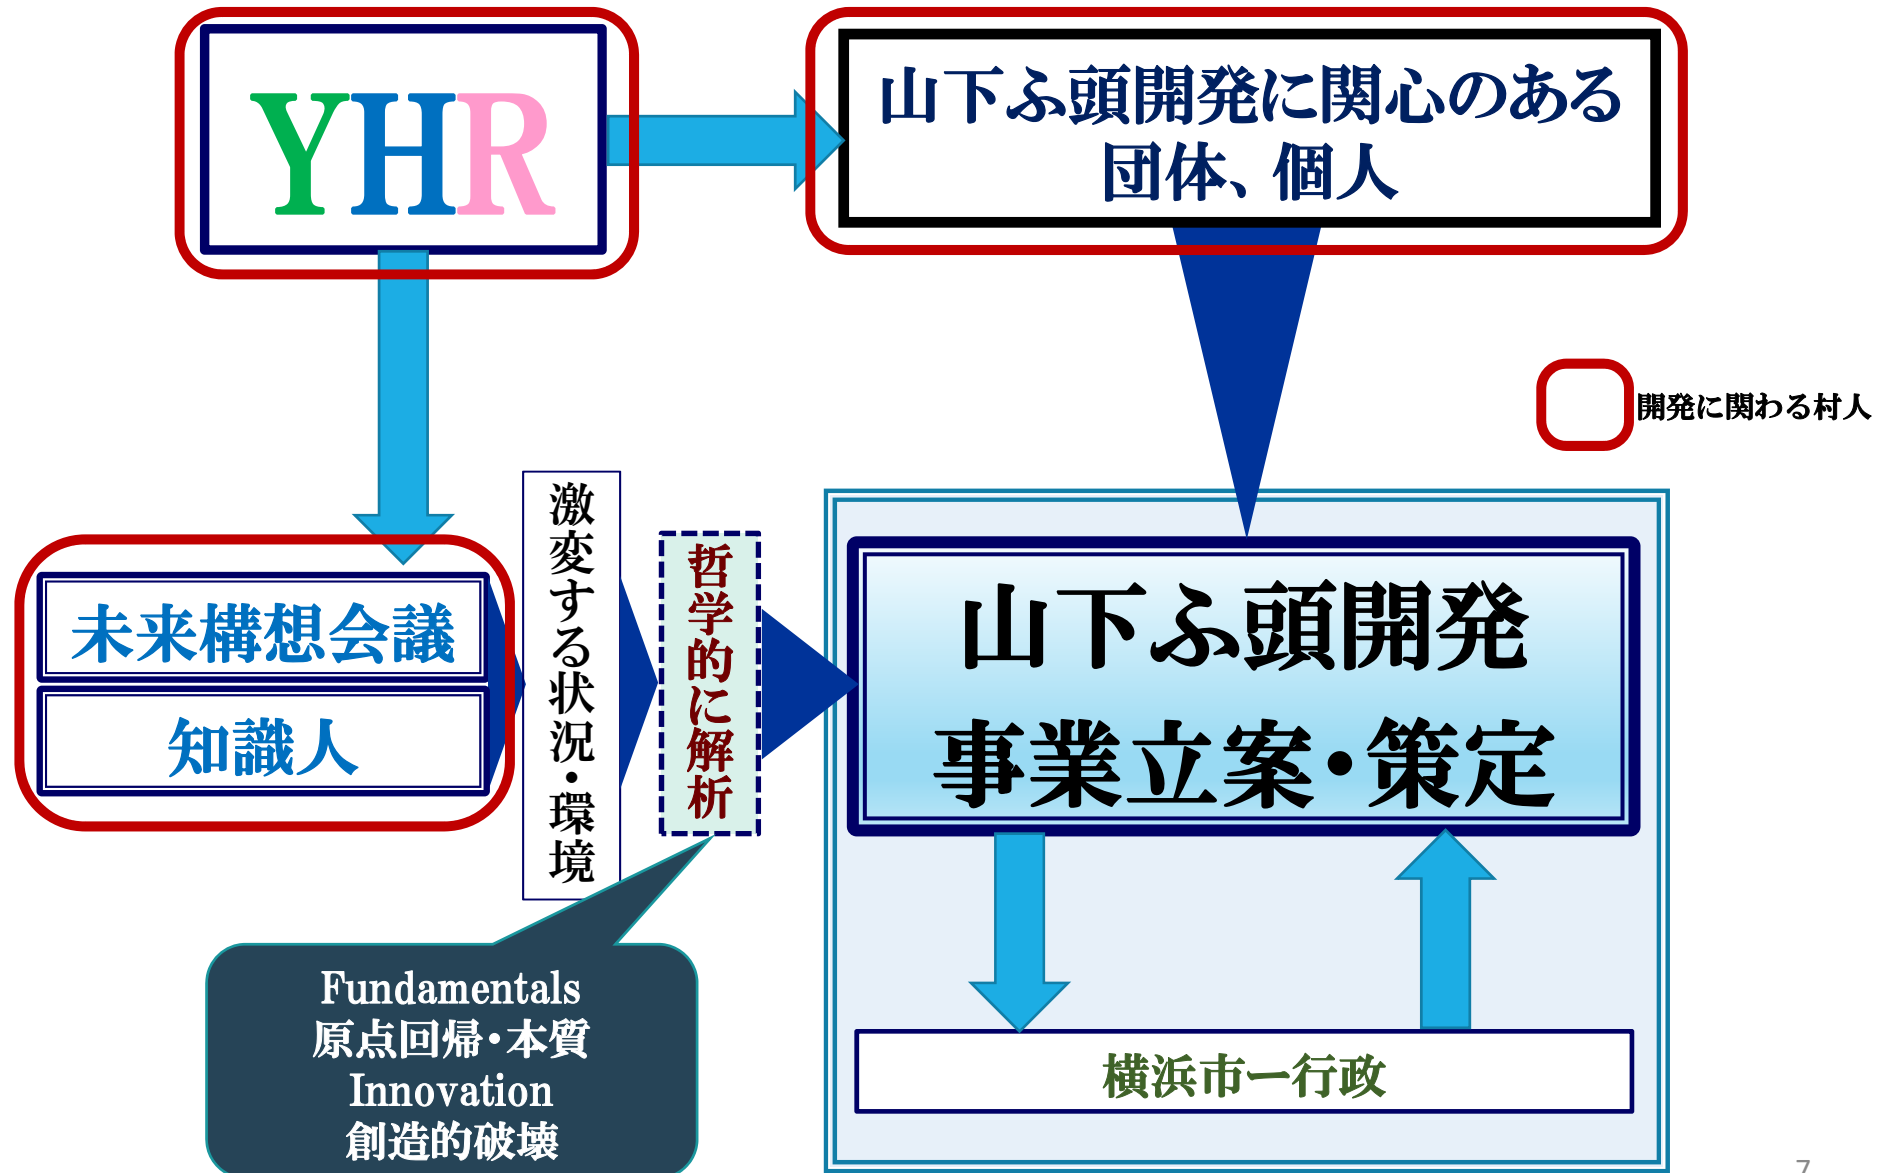 YHR
山下ふ頭開発に関心のある
団体、個人
開発に関わる村人
未来構想会議
知識人
激変する状況・環境
哲学的に解析
山下ふ頭開発
事業立案・策定
横浜市ー行政
Fundamentals
原点回帰・本質
Innovation
創造的破壊
7